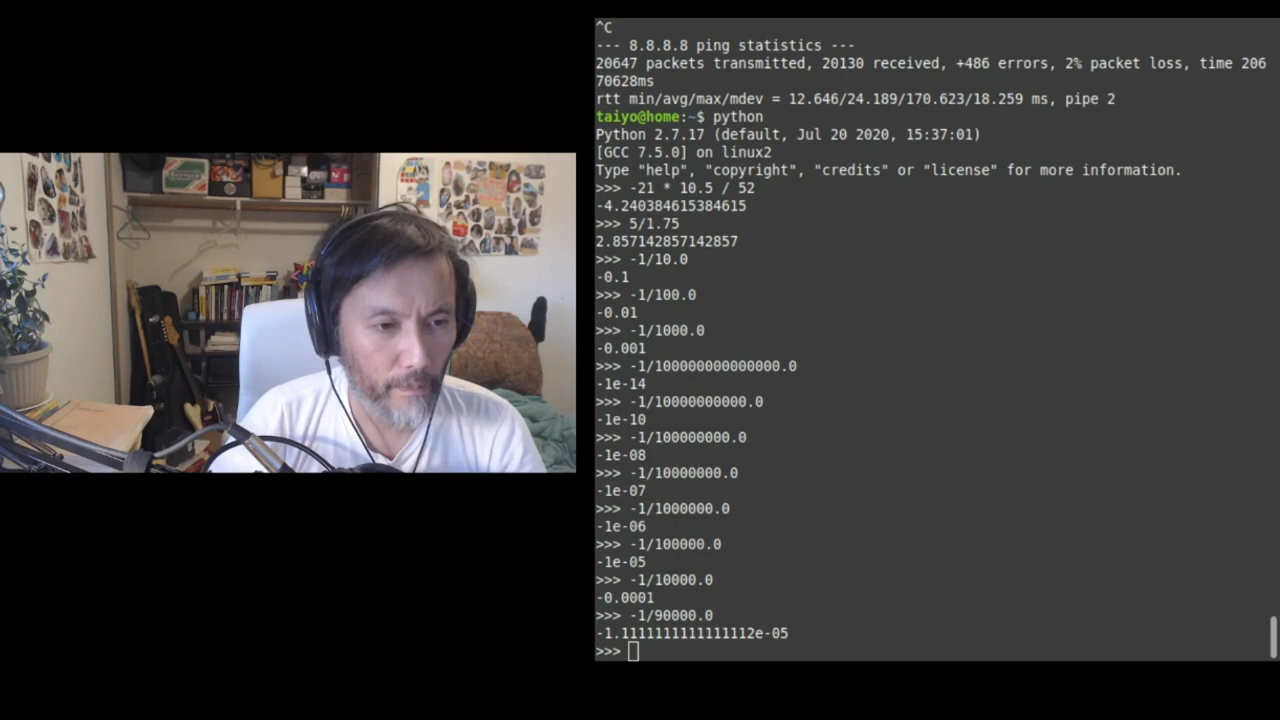 ^C
--- 8.8.8.8 ping statistics ---
20647 packets transmitted, 20130 received, +486 errors, 2% packet loss, time 206
70628ms
rtt min/avg/max/mdev = 12.646/24.189/170.623/18.259 ms, pipe 2
taiyo@home:~$ python
Python 2.7.17 (default, Jul 20 2020, 15:37:01)
[GCC 7.5.0] on linux2
Type "help", "copyright", "credits" or "license" for more information.
>>> -21 * 10.5 / 52
-4.240384615384615
>>> 5/1.75
2.857142857142857
>>> -1/10.0
-0.1
>>> -1/100.0
-0.01
>>> -1/1000.0
-0.001
>>> -1/100000000000000.0
-1e-14
>>> -1/10000000000.0
-1e-10
>>> -1/100000000.0
-1e-08
>>> -1/10000000.0
-1e-07
>>> -1/1000000.0
-1e-06
>>> -1/100000.0
-1e-05
>>> -1/10000.0
-0.0001
>>> -1/90000.0
-1.1111111111111112e-05
>>>